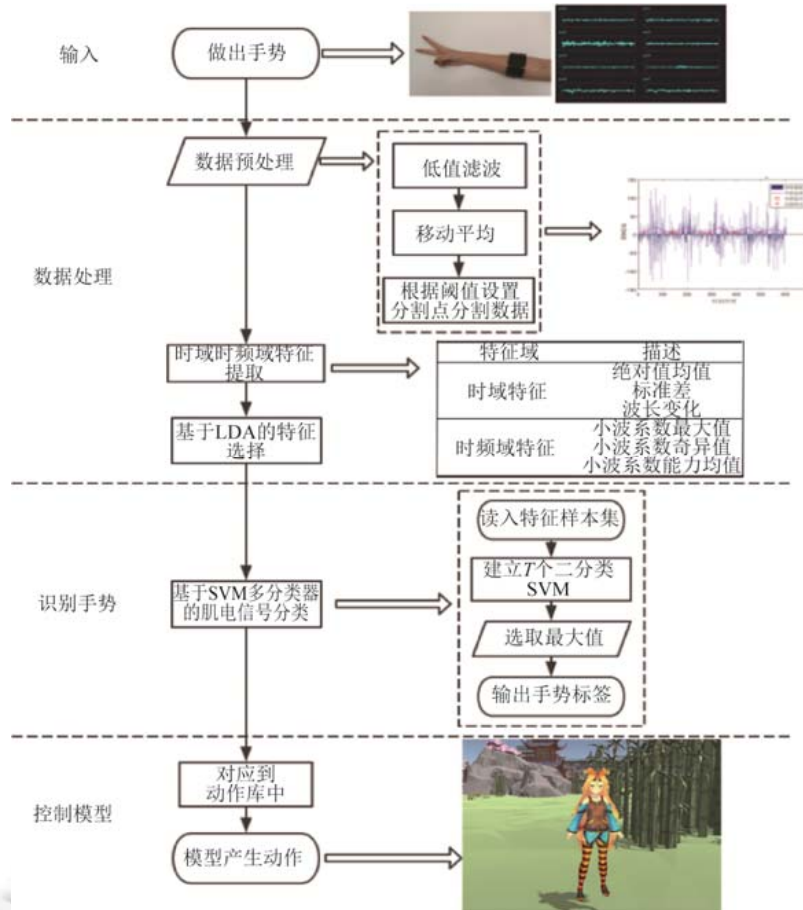 输入
做出手势
数据处理
数据预处理
低值滤波
移动平均
根据阈值设置
分割点分割数据
时域时频域特征
提取
特征域 描述
时域特征
绝对值均值
标准差
波长变化
时频域特征
小波系数最大值
小波系数奇异值
小波系数能力均值
基于LDA的特征
选择
识别手势
基于SVM多分类器
的肌电信号分类
读入特征样本集
建立T个二分类
SVM
选取最大值
输出手势标签
控制模型
对应到
动作库中
模型产生动作